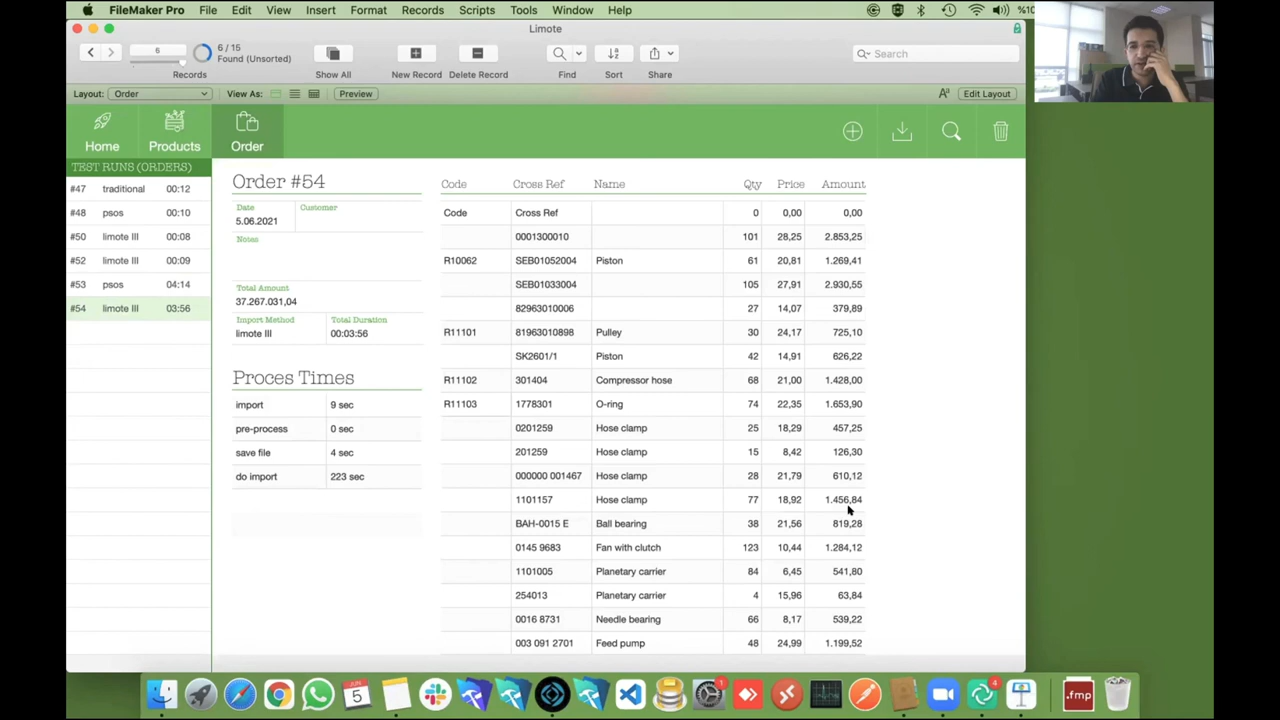 FileMaker Pro File Edit View Insert Format Records Scripts Tools Window Help
Limote
6 6 / 15 Found (Unsorted)
Records Show All New Record Delete Record Find Sort Share Search
Layout: Order View As: Preview Edit Layout
Home Products Order
TEST RUNS (ORDERS)
#47 traditional 00:12
#48 psos 00:10
#50 limote III 00:08
#52 limote III 00:09
#53 psos 04:14
#54 limote III 03:56
Order #54
Date Customer
5.06.2021
Notes
Total Amount
37.267.031,04
Import Method Total Duration
limote III 00:03:56
Proces Times
import 9 sec
pre-process 0 sec
save file 4 sec
do import 223 sec
Code Cross Ref Name Qty Price Amount
Code Cross Ref 0 0,00 0,00
0001300010 101 28,25 2.853,25
R10062 SEB01052004 Piston 61 20,81 1.269,41
SEB01033004 105 27,91 2.930,55
82963010006 27 14,07 379,89
R11101 81963010898 Pulley 30 24,17 725,10
SK2601/1 Piston 42 14,91 626,22
R11102 301404 Compressor hose 68 21,00 1.428,00
R11103 1778301 O-ring 74 22,35 1.653,90
0201259 Hose clamp 25 18,29 457,25
201259 Hose clamp 15 8,42 126,30
000000 001467 Hose clamp 28 21,79 610,12
1101157 Hose clamp 77 18,92 1.456,84
BAH-0015 E Ball bearing 38 21,56 819,28
0145 9683 Fan with clutch 123 10,44 1.284,12
1101005 Planetary carrier 84 6,45 541,80
254013 Planetary carrier 4 15,96 63,84
0016 8731 Needle bearing 66 8,17 539,22
003 091 2701 Feed pump 48 24,99 1.199,52
JUN
5
1
4
.fmp